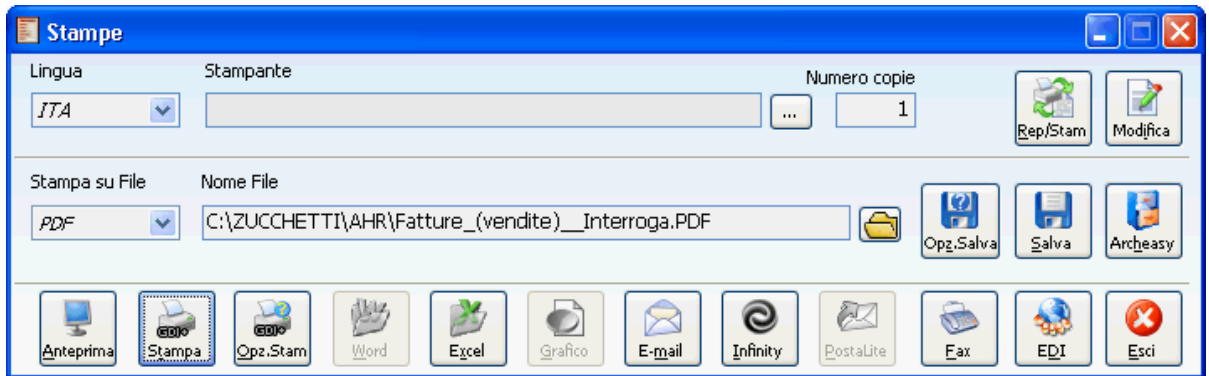 Stampe
Lingua Stampante Numero copie
ITA ... 1
Rep/Stam Modifica
Stampa su File Nome File
PDF C:\ZUCCHETTI\AHR\Fatture_(vendite)__Interroga.PDF
Opz.Salva Salva Archeasy
GDI+ GDI+
Anteprima Stampa Opz.Stam Word Excel Grafico E-mail Infinity PostaLite Fax EDI Esci